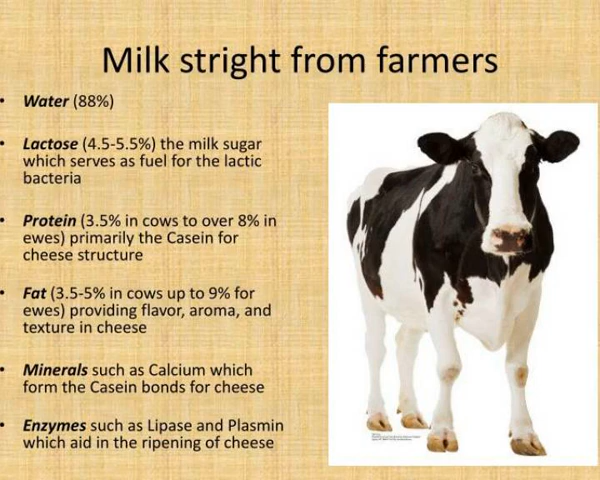 Milk stright from farmers
• Water (88%)
• Lactose (4.5-5.5%) the milk sugar
which serves as fuel for the lactic
bacteria
• Protein (3.5% in cows to over 8% in
ewes) primarily the Casein for
cheese structure
• Fat (3.5-5% in cows up to 9% for
ewes) providing flavor, aroma, and
texture in cheese
• Minerals such as Calcium which
form the Casein bonds for cheese
• Enzymes such as Lipase and Plasmin
which aid in the ripening of cheese